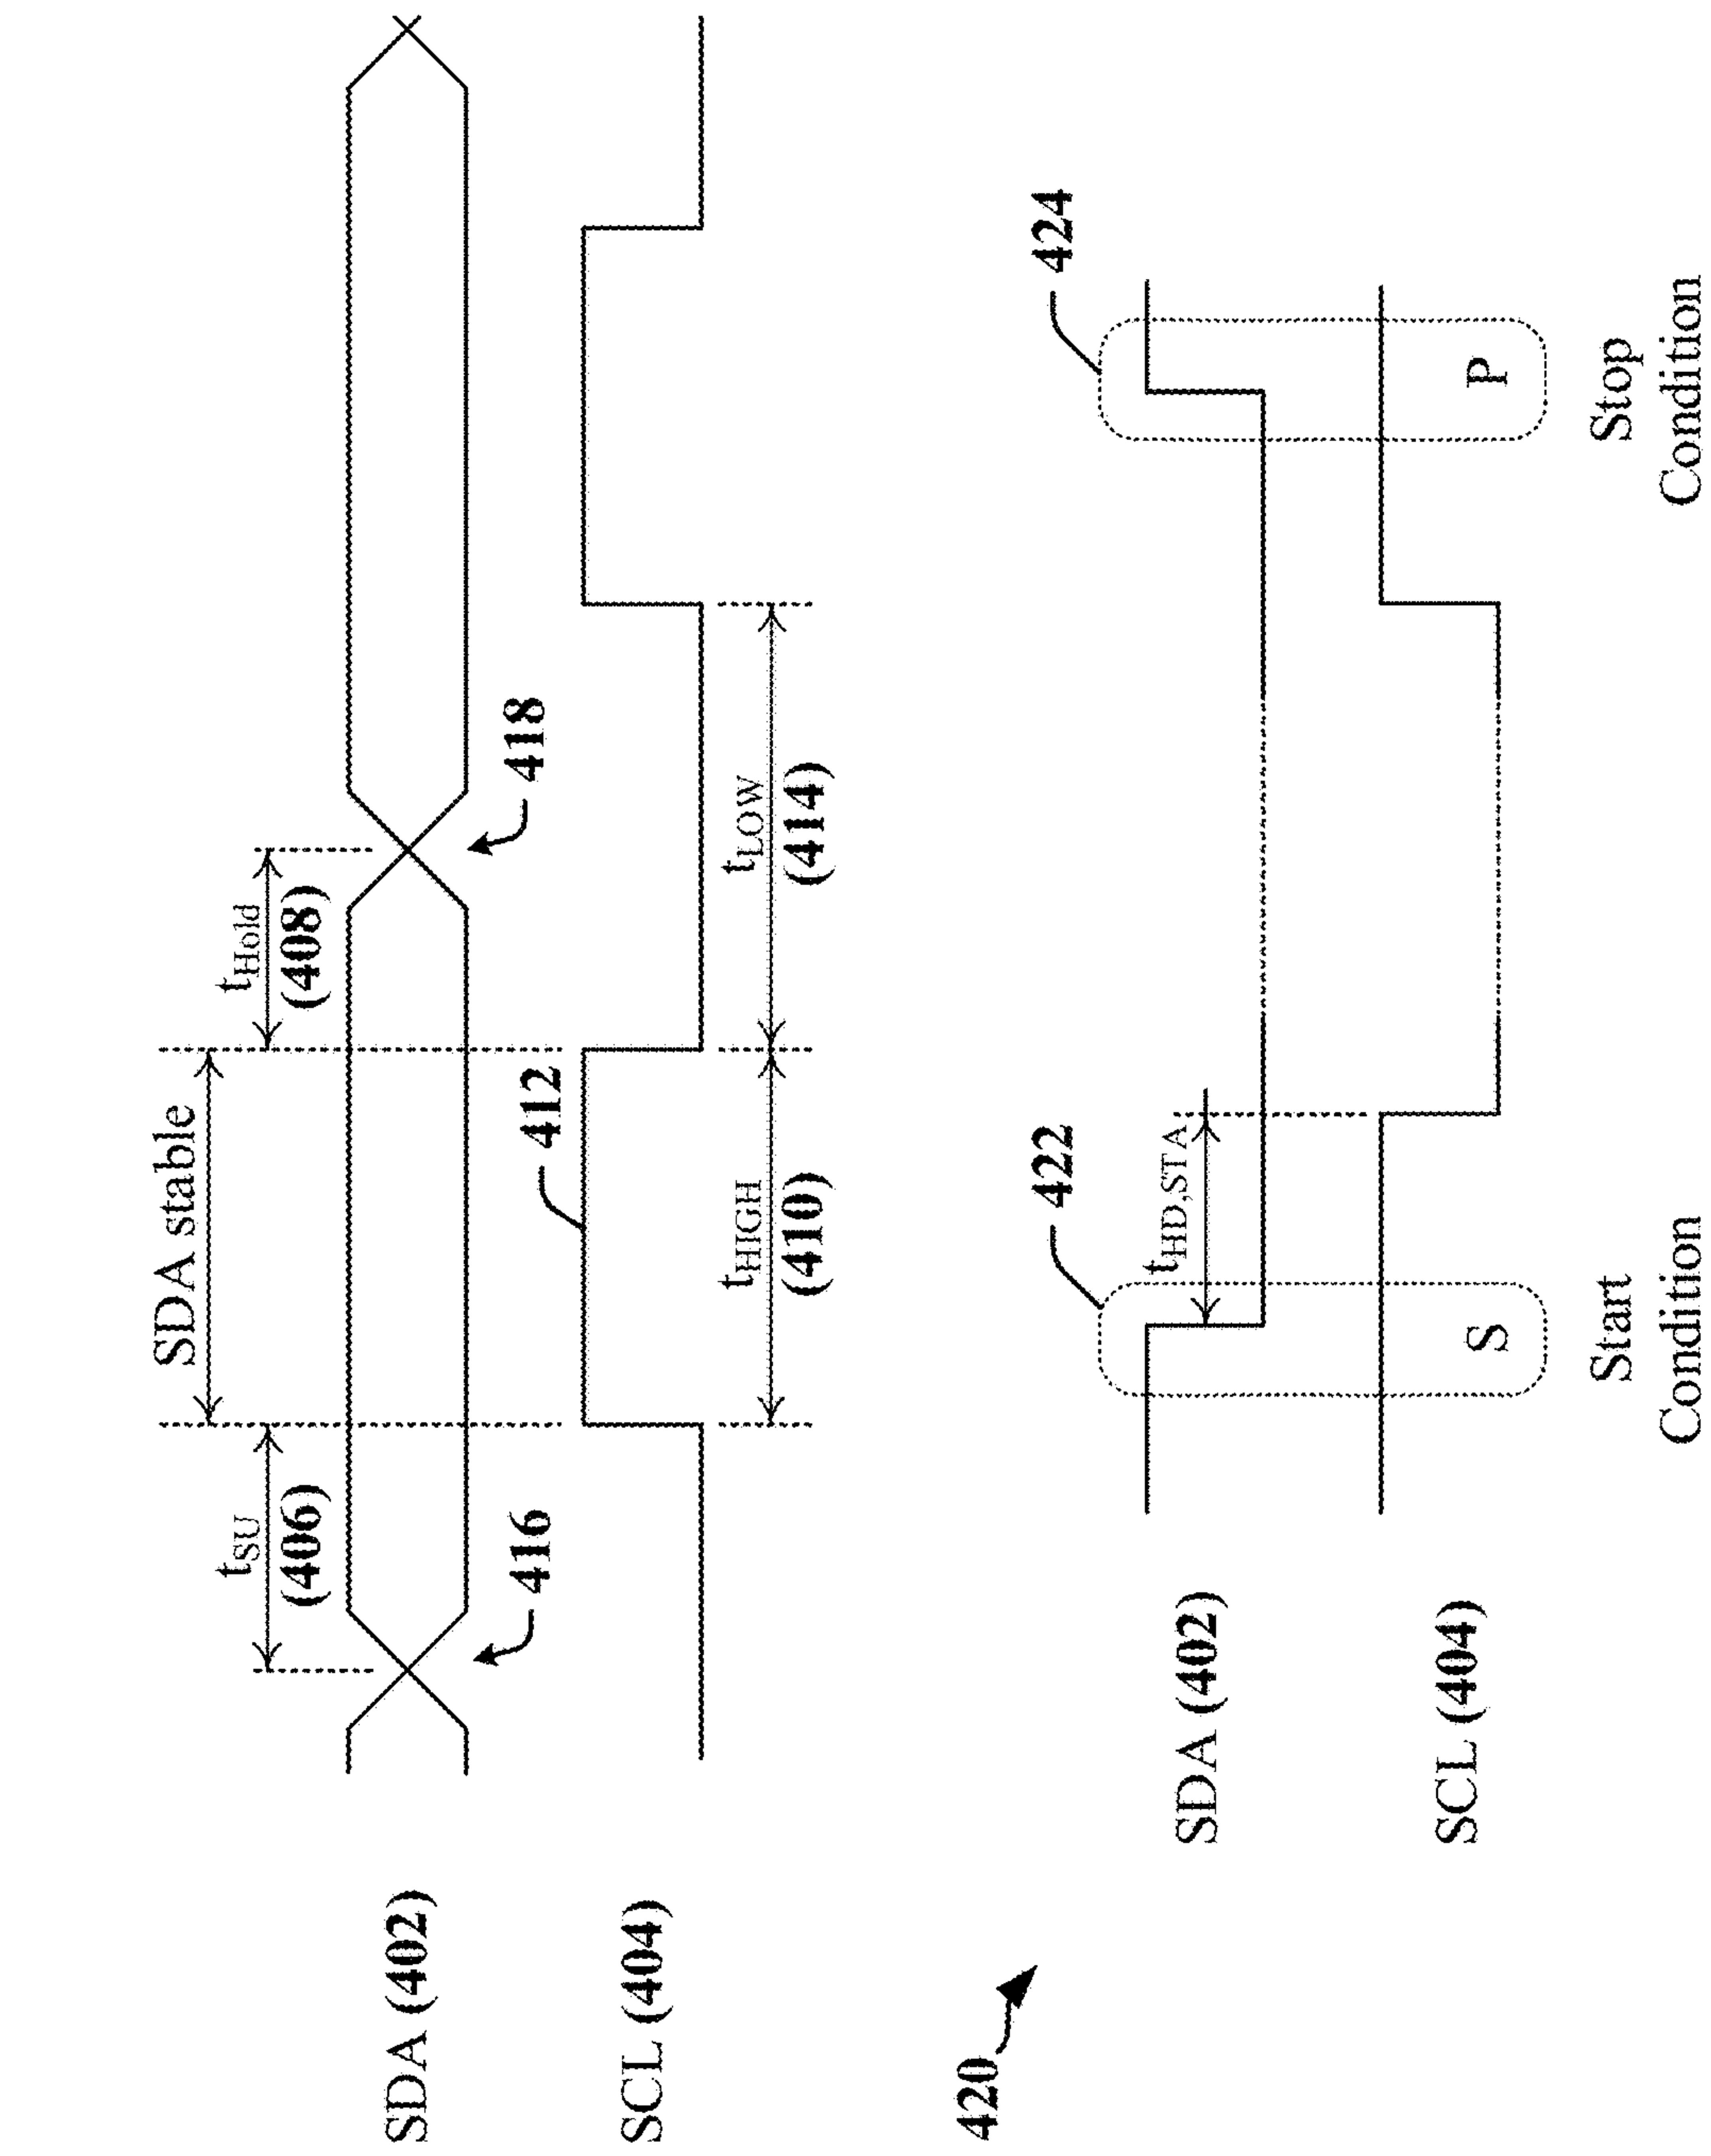 SDA stable
tSU
(406)
tHold
(408)
SDA (402)
416
418
412
SCL (404)
tHIGH
(410)
tLOW
(414)
420
422
424
tHD,STA
SDA (402)
SCL (404)
S
P
Start
Condition
Stop
Condition